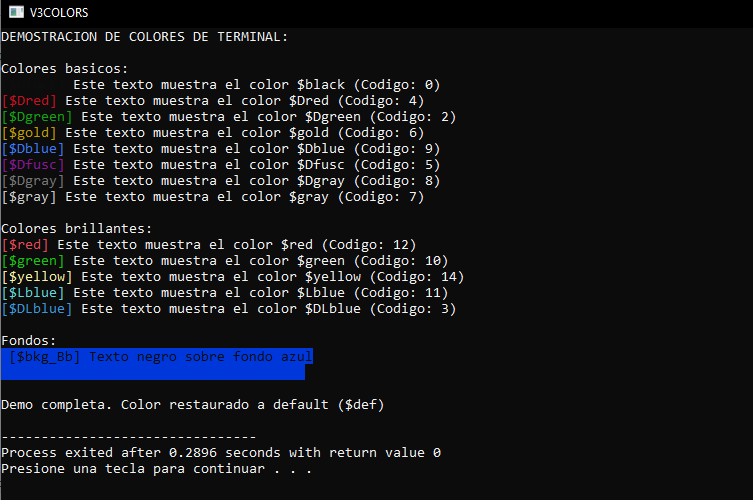 V3COLORS
DEMOSTRACION DE COLORES DE TERMINAL:
Colores basicos:
Este texto muestra el color $black (Codigo: 0)
[$Dred] Este texto muestra el color $Dred (Codigo: 4)
[$Dgreen] Este texto muestra el color $Dgreen (Codigo: 2)
[$gold] Este texto muestra el color $gold (Codigo: 6)
[$Dblue] Este texto muestra el color $Dblue (Codigo: 9)
[$Dfusc] Este texto muestra el color $Dfusc (Codigo: 5)
[$Dgray] Este texto muestra el color $Dgray (Codigo: 8)
[$gray] Este texto muestra el color $gray (Codigo: 7)
Colores brillantes:
[$red] Este texto muestra el color $red (Codigo: 12)
[$green] Este texto muestra el color $green (Codigo: 10)
[$yellow] Este texto muestra el color $yellow (Codigo: 14)
[$Lblue] Este texto muestra el color $Lblue (Codigo: 11)
[$DLblue] Este texto muestra el color $DLblue (Codigo: 3)
Fondos:
[$bkg_Bb] Texto negro sobre fondo azul
Demo completa. Color restaurado a default ($def)
--------------------------------
Process exited after 0.2896 seconds with return value 0
Presione una tecla para continuar . . .